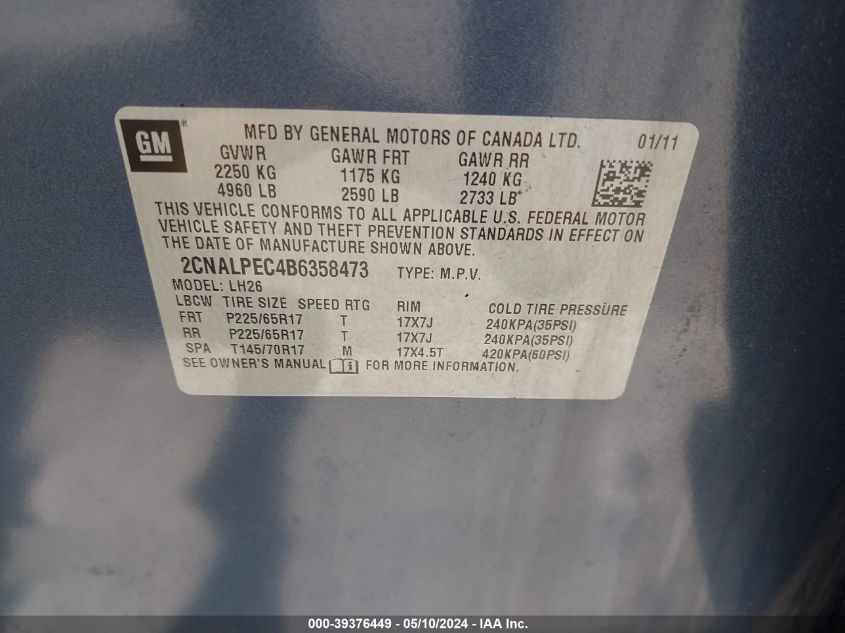 GM ® MFD BY GENERAL MOTORS OF CANADA LTD. 01/11
GVWR GAWR FRT GAWR RR
2250 KG 1175 KG 1240 KG
4960 LB 2590 LB 2733 LB
THIS VEHICLE CONFORMS TO ALL APPLICABLE U.S. FEDERAL MOTOR
VEHICLE SAFETY AND THEFT PREVENTION STANDARDS IN EFFECT ON
THE DATE OF MANUFACTURE SHOWN ABOVE.
2CNALPEC4B6358473 TYPE: M.P.V.
MODEL: LH26
LBCW TIRE SIZE SPEED RTG RIM COLD TIRE PRESSURE
FRT P225/65R17 T 17X7J 240KPA(35PSI)
RR P225/65R17 T 17X7J 240KPA(35PSI)
SPA T145/70R17 M 17X4.5T 420KPA(60PSI)
SEE OWNER'S MANUAL FOR MORE INFORMATION.
000-39376449 - 05/10/2024 - IAA Inc.